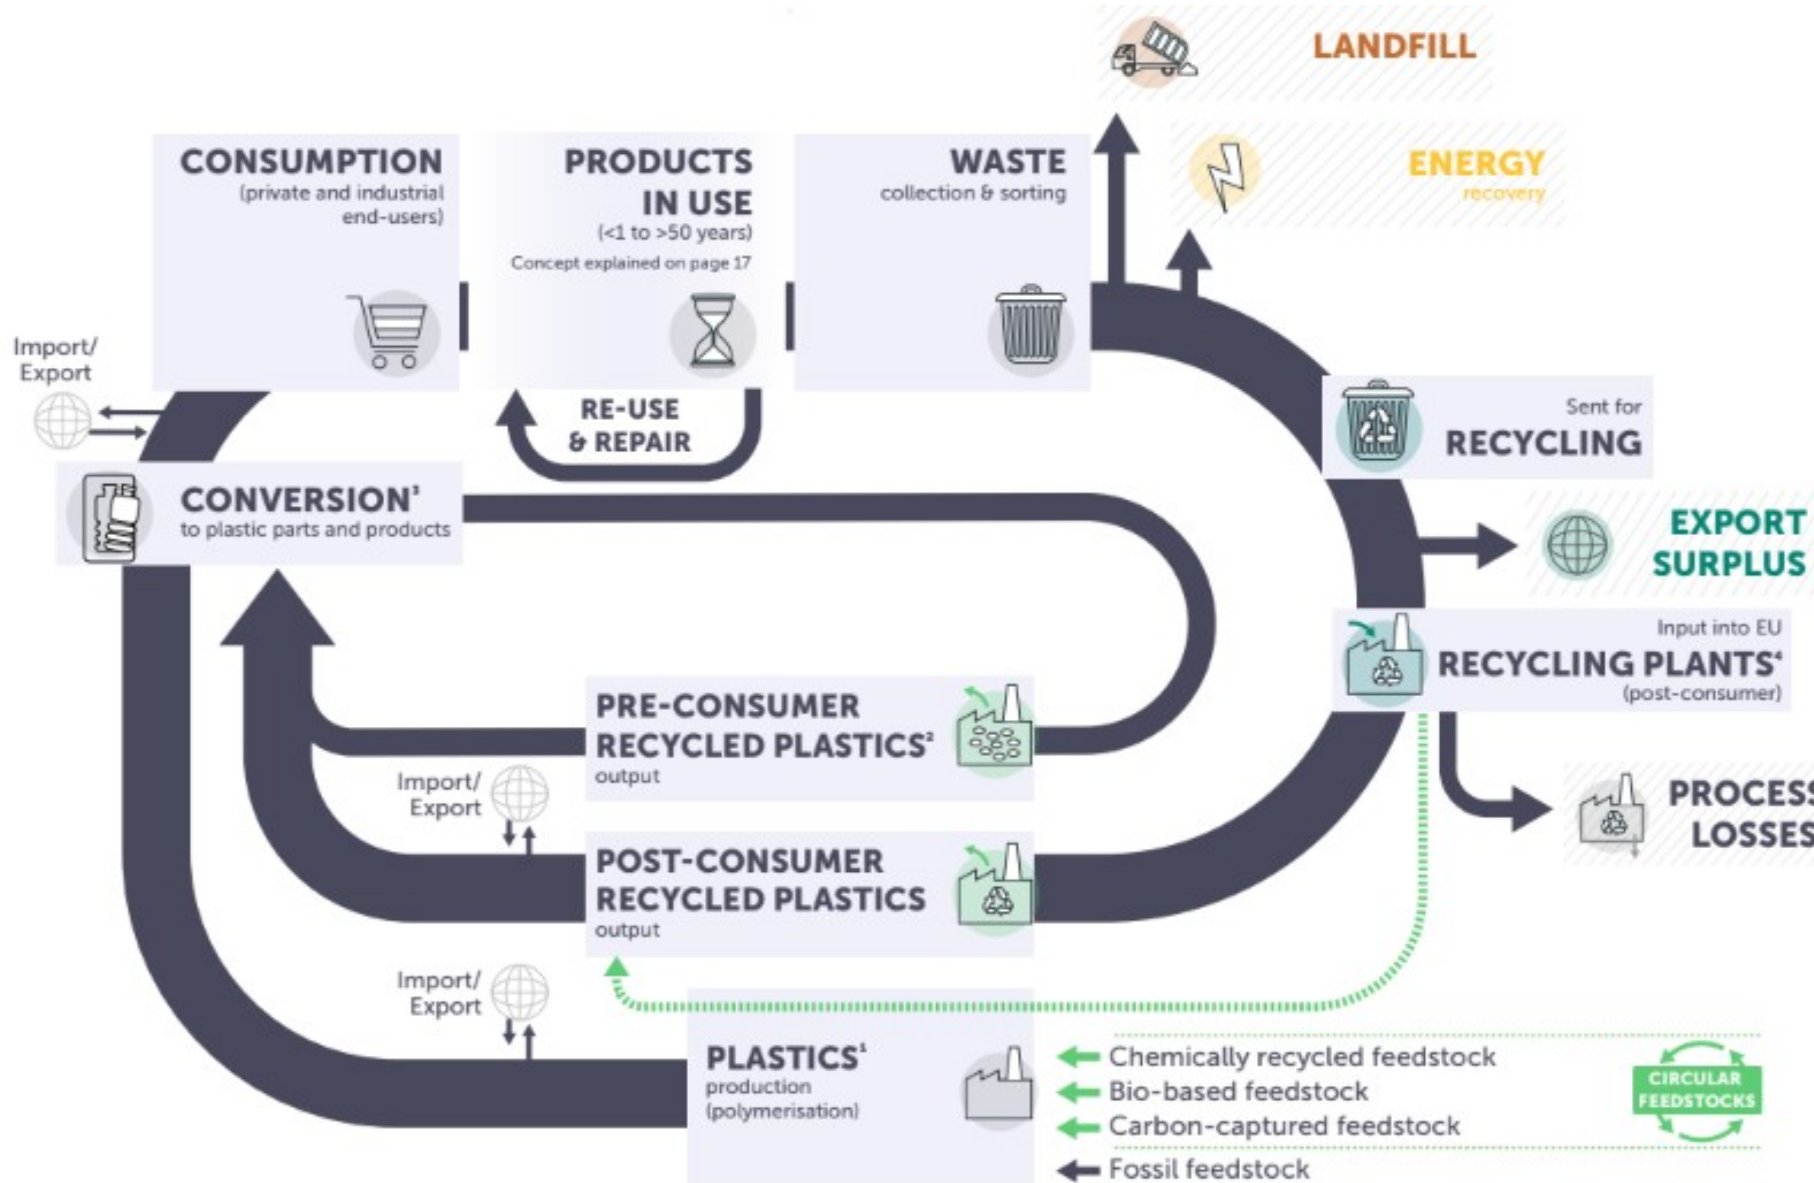 LANDFILL
ENERGY
recovery
CONSUMPTION
(private and industrial
end-users)
PRODUCTS
IN USE
(<1 to >50 years)
Concept explained on page 17
WASTE
collection & sorting
Import/
Export
RE-USE
& REPAIR
Sent for
RECYCLING
CONVERSION³
to plastic parts and products
EXPORT
SURPLUS
Input into EU
RECYCLING PLANTS⁴
(post-consumer)
PRE-CONSUMER
RECYCLED PLASTICS²
output
Import/
Export
PROCESS
LOSSES
POST-CONSUMER
RECYCLED PLASTICS
output
Import/
Export
PLASTICS¹
production
(polymerisation)
Chemically recycled feedstock
Bio-based feedstock
Carbon-captured feedstock
Fossil feedstock
CIRCULAR
FEEDSTOCKS